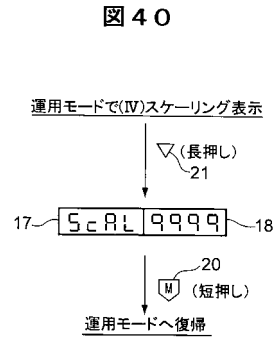 図40
運用モードで(Ⅳ)スケーリング表示
(長押し)
21
17 ScAL 9999 18
20
M (短押し)
運用モードへ復帰